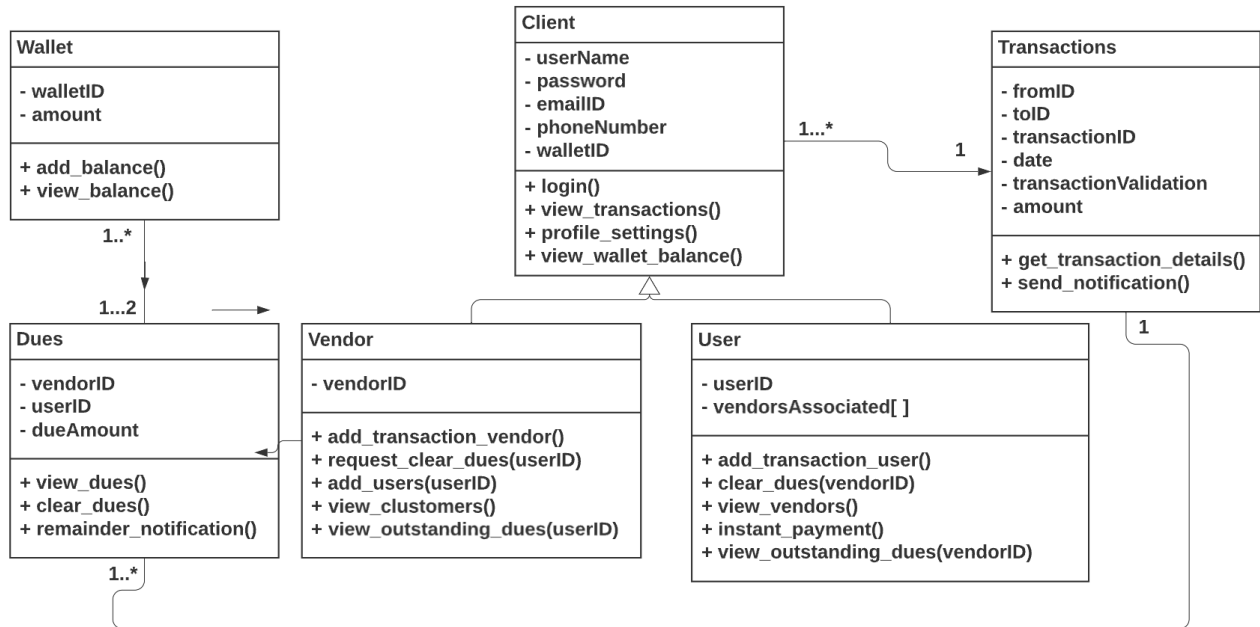 Wallet
- walletID
- amount
+ add_balance()
+ view_balance()
1..*
1...2
Client
- userName
- password
- emailID
- phoneNumber
- walletID
+ login()
+ view_transactions()
+ profile_settings()
+ view_wallet_balance()
1...*
1
Transactions
- fromID
- toID
- transactionID
- date
- transactionValidation
- amount
+ get_transaction_details()
+ send_notification()
1
Dues
- vendorID
- userID
- dueAmount
+ view_dues()
+ clear_dues()
+ remainder_notification()
1..*
Vendor
- vendorID
+ add_transaction_vendor()
+ request_clear_dues(userID)
+ add_users(userID)
+ view_clustomers()
+ view_outstanding_dues(userID)
User
- userID
- vendorsAssociated[ ]
+ add_transaction_user()
+ clear_dues(vendorID)
+ view_vendors()
+ instant_payment()
+ view_outstanding_dues(vendorID)